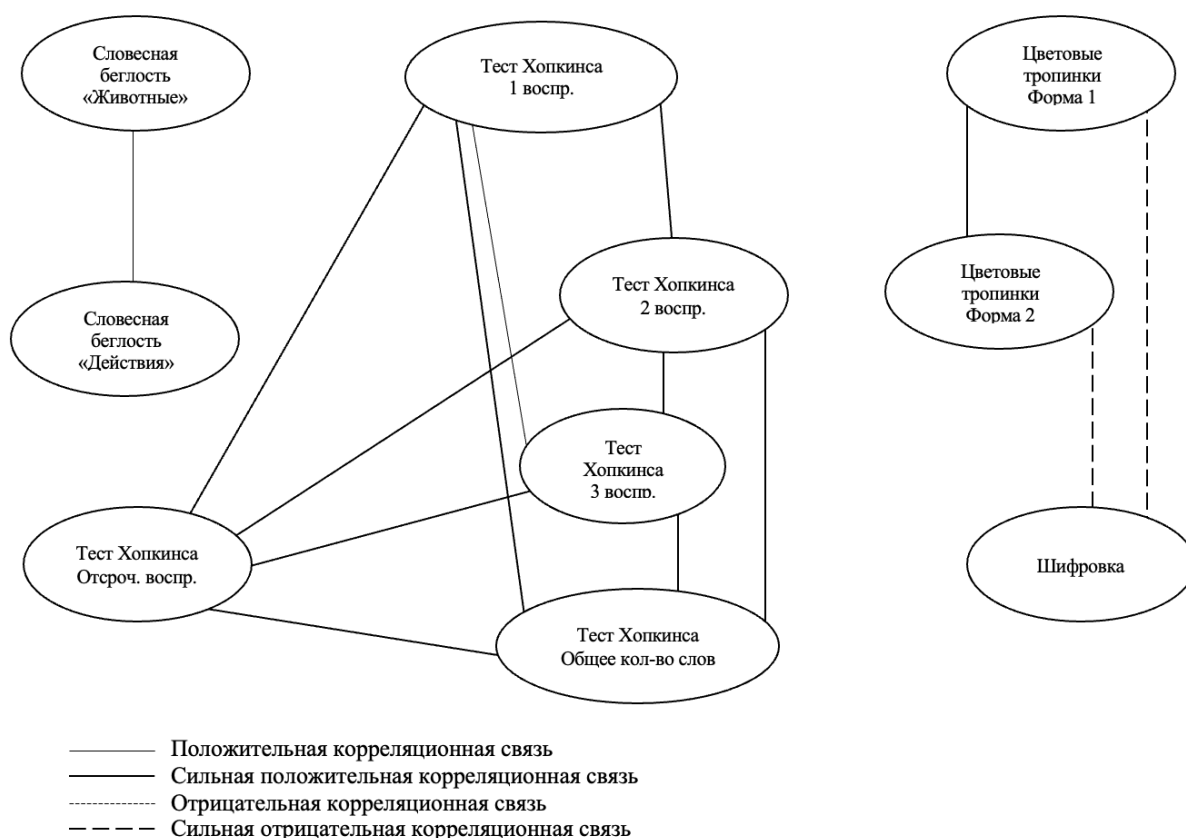 Словесная
беглость
«Животные»
Тест Хопкинса
1 воспр.
Цветовые
тропинки
Форма 1
Тест Хопкинса
2 воспр.
Цветовые
тропинки
Форма 2
Словесная
беглость
«Действия»
Тест
Хопкинса
3 воспр.
Тест Хопкинса
Отсроч. воспр.
Шифровка
Тест Хопкинса
Общее кол-во слов
Положительная корреляционная связь
Сильная положительная корреляционная связь
Отрицательная корреляционная связь
Сильная отрицательная корреляционная связь